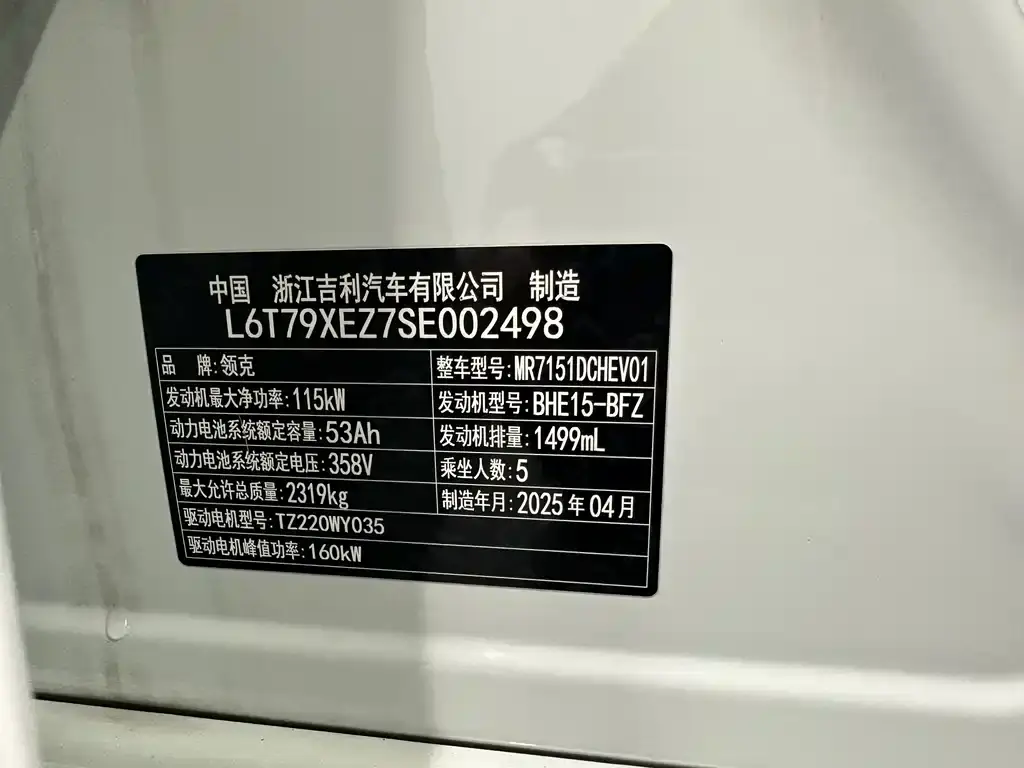 中国 浙江吉利汽车有限公司 制造
L6T79XEZ7SE002498
品 牌:领克 整车型号:MR7151DCHEV01
发动机最大净功率:115kW 发动机型号:BHE15-BFZ
动力电池系统额定容量:53Ah 发动机排量:1499mL
动力电池系统额定电压:358V 乘坐人数:5
最大允许总质量:2319kg 制造年月:2025年04月
驱动电机型号:TZ220WY035
驱动电机峰值功率:160kW